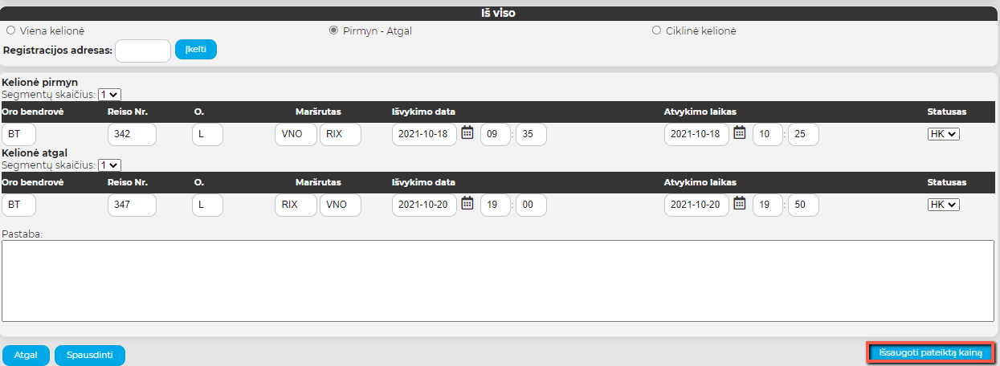 Iš viso
Viena kelionė Pirmyn - Atgal Ciklinė kelionė
Registracijos adresas: Įkelti
Kelionė pirmyn
Segmentų skaičius: 1
Oro bendrovė Reiso Nr. O. Maršrutas Išvykimo data Atvykimo laikas Statusas
BT 342 L VNO RIX 2021-10-18 09 : 35 2021-10-18 10 : 25 HK
Kelionė atgal
Segmentų skaičius: 1
Oro bendrovė Reiso Nr. O. Maršrutas Išvykimo data Atvykimo laikas Statusas
BT 347 L RIX VNO 2021-10-20 19 : 00 2021-10-20 19 : 50 HK
Pastaba:
Atgal Spausdinti Išsaugoti pateiktą kainą